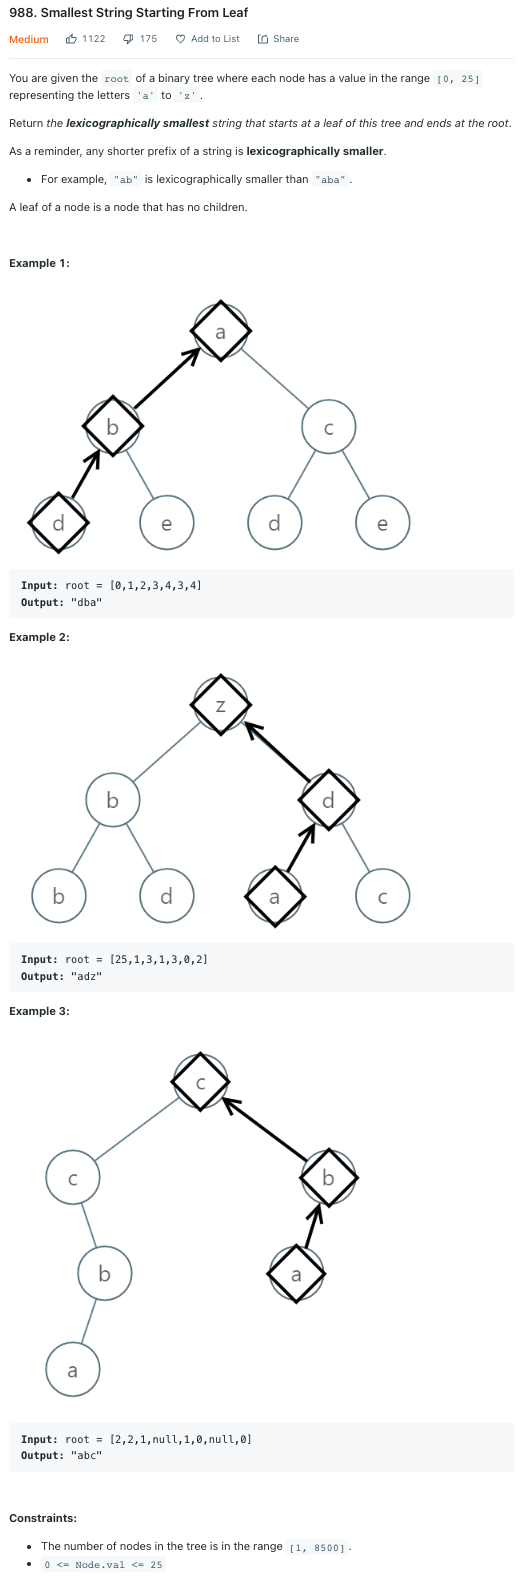 988. Smallest String Starting From Leaf
Medium 1122 175 Add to List Share
You are given the root of a binary tree where each node has a value in the range [0, 25]
representing the letters 'a' to 'z'.
Return the lexicographically smallest string that starts at a leaf of this tree and ends at the root.
As a reminder, any shorter prefix of a string is lexicographically smaller.
• For example, "ab" is lexicographically smaller than "aba".
A leaf of a node is a node that has no children.
Example 1:
a
b c
d e d e
Input: root = [0,1,2,3,4,3,4]
Output: "dba"
Example 2:
z
b d
b d a c
Input: root = [25,1,3,1,3,0,2]
Output: "adz"
Example 3:
c
c b
b a
a
Input: root = [2,2,1,null,1,0,null,0]
Output: "abc"
Constraints:
• The number of nodes in the tree is in the range [1, 8500].
• 0 <= Node.val <= 25